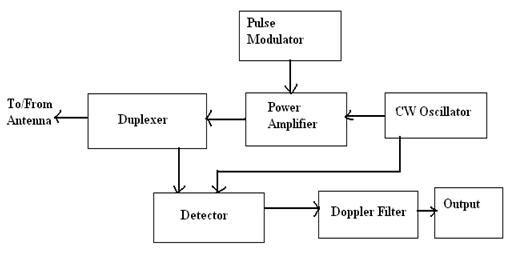 Pulse
Modulator
To/From
Antenna
Duplexer
Power
Amplifier
CW Oscillator
Detector
Doppler Filter
Output